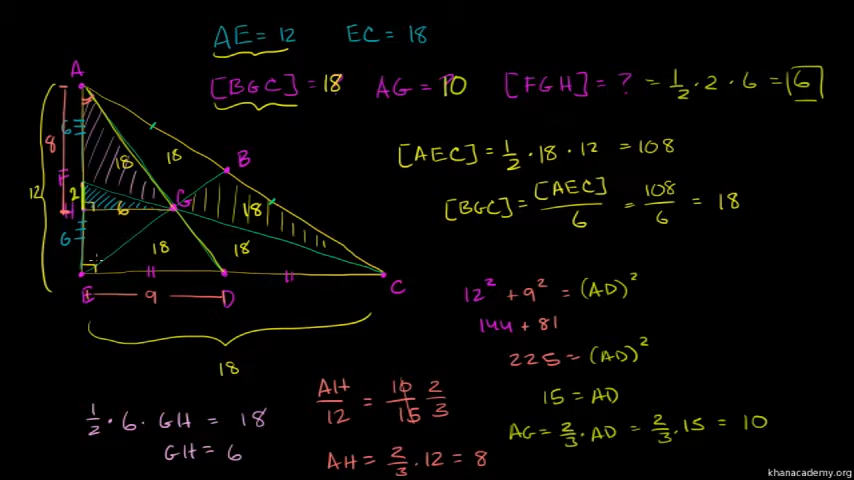 AE = 12 EC = 18
[BGC] = 18 AG = 10 [FGH] = ? = 1/2 · 2 · 6 = 6
[AEC] = 1/2 · 18 · 12 = 108
[BGC] = [AEC]/6 = 108/6 = 18
A
6
8
18
18
B
12
F
2
G
H
6
18
6
18
18
E
9
D
C
18
12² + 9² = (AD)²
144 + 81
225 = (AD)²
15 = AD
AG = 2/3 · AD = 2/3 · 15 = 10
AH/12 = 10/15 2/3
AH = 2/3 · 12 = 8
1/2 · 6 · GH = 18
GH = 6
khanacademy.org